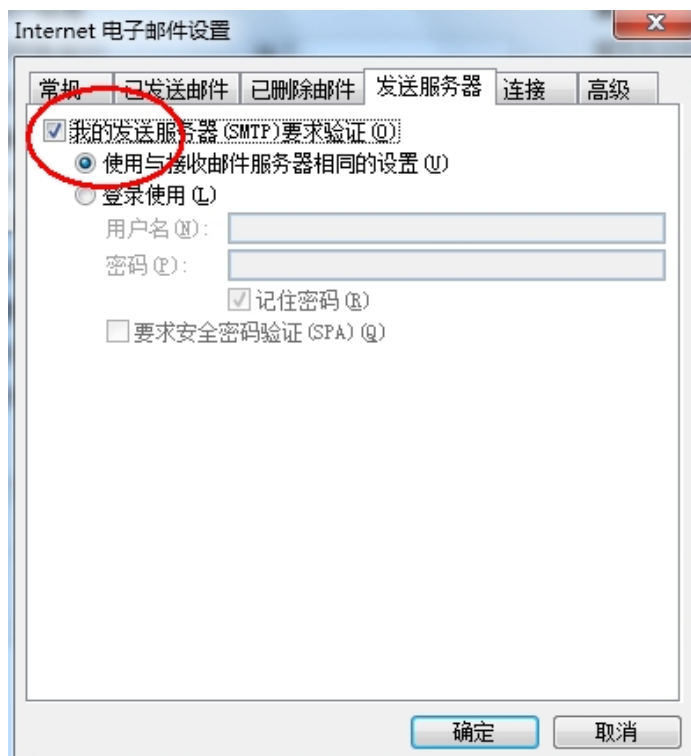 Internet 电子邮件设置
常规 已发送邮件 已删除邮件 发送服务器 连接 高级
我的发送服务器(SMTP)要求验证(O)
使用与接收邮件服务器相同的设置(U)
登录使用(L)
用户名(N):
密码(P):
记住密码(R)
要求安全密码验证(SPA)(Q)
确定 取消